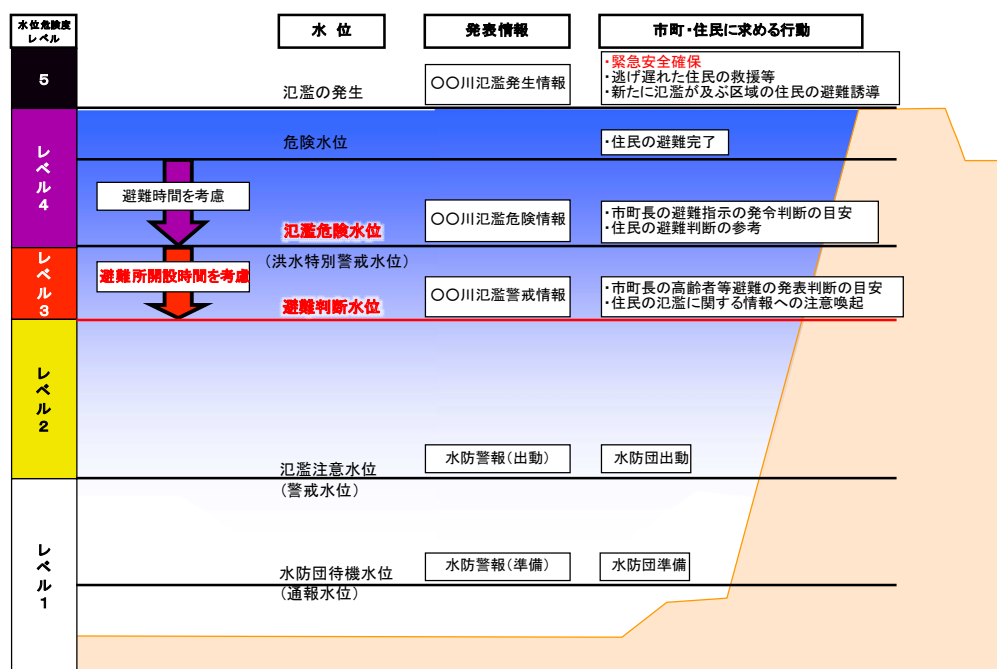 水位危険度
レベル
水 位
発表情報
市町・住民に求める行動
5
氾濫の発生
〇〇川氾濫発生情報
・緊急安全確保
・逃げ遅れた住民の救援等
・新たに氾濫が及ぶ区域の住民の避難誘導
レベル4
危険水位
・住民の避難完了
避難時間を考慮
氾濫危険水位
(洪水特別警戒水位)
〇〇川氾濫危険情報
・市町長の避難指示の発令判断の目安
・住民の避難判断の参考
レベル3
避難所開設時間を考慮
避難判断水位
〇〇川氾濫警戒情報
・市町長の高齢者等避難の発表判断の目安
・住民の氾濫に関する情報への注意喚起
レベル2
氾濫注意水位
(警戒水位)
水防警報(出動)
水防団出動
レベル1
水防団待機水位
(通報水位)
水防警報(準備)
水防団準備